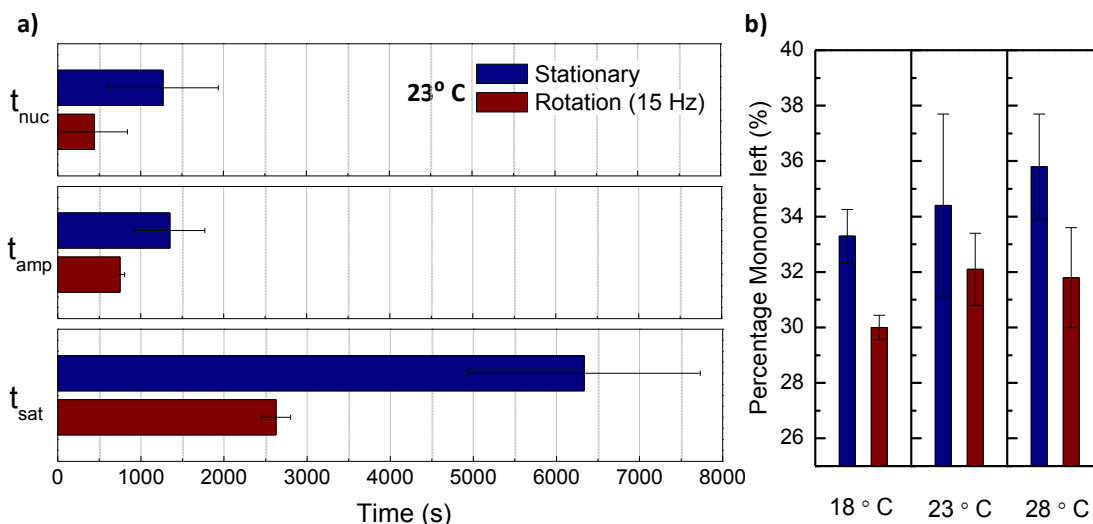 a)
23⁰ C
Stationary
Rotation (15 Hz)
t_nuc
t_amp
t_sat
0 1000 2000 3000 4000 5000 6000 7000 8000
Time (s)
b)
Percentage Monomer left (%)
40
38
36
34
32
30
28
26
18 ° C 23 ° C 28 ° C